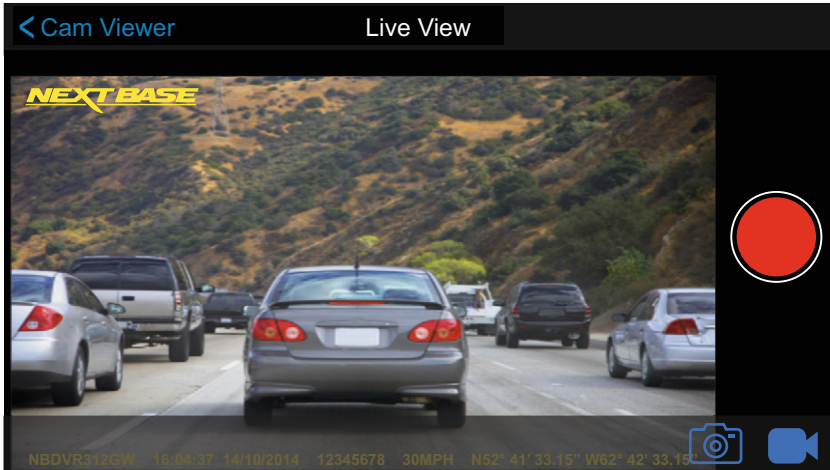 Cam Viewer
Live View
NEXTBASE
NBDVR312GW 16:04:37 14/10/2014 12345678 30MPH N52° 41' 33.15" W62° 42' 33.15"